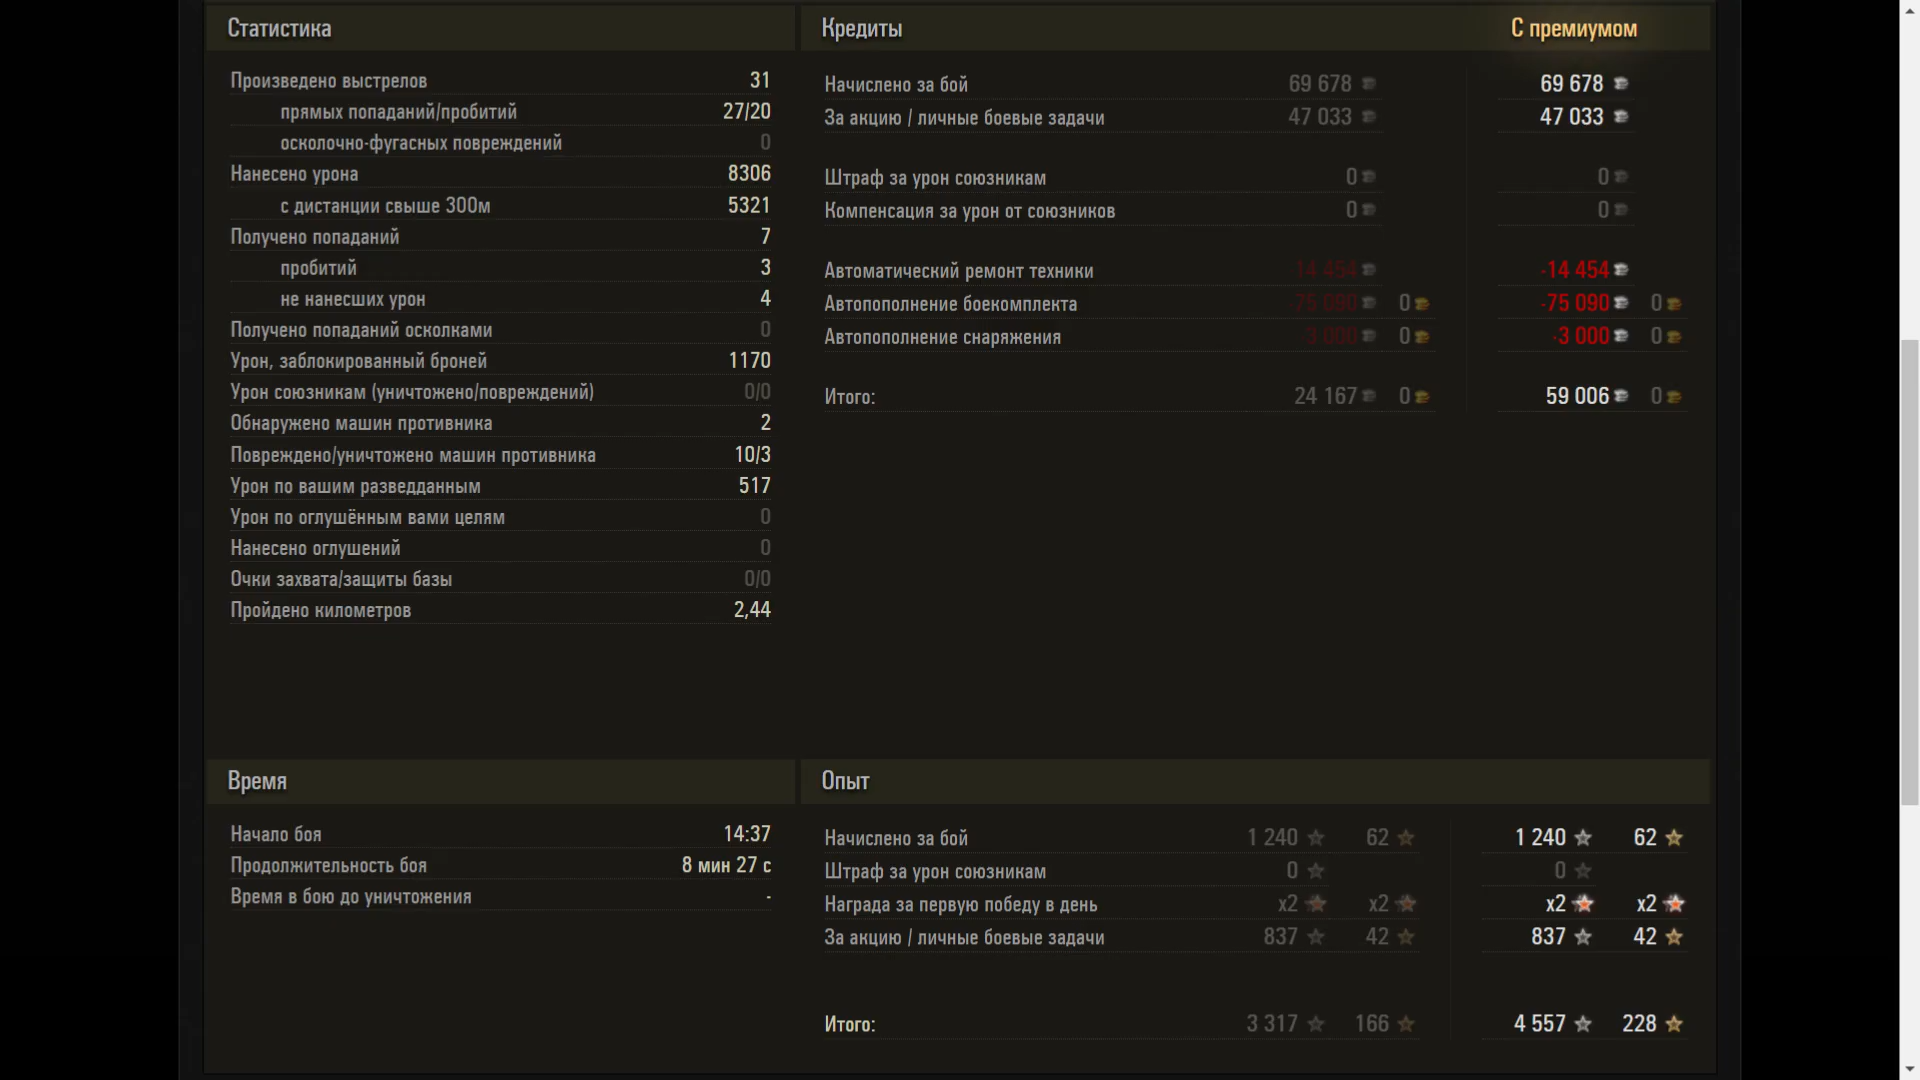 Статистика
Произведено выстрелов 31
прямых попаданий/пробитий 27/20
осколочно-фугасных повреждений 0
Нанесено урона 8306
с дистанции свыше 300м 5321
Получено попаданий 7
пробитий 3
не нанесших урон 4
Получено попаданий осколками 0
Урон, заблокированный броней 1170
Урон союзникам (уничтожено/повреждений) 0/0
Обнаружено машин противника 2
Повреждено/уничтожено машин противника 10/3
Урон по вашим разведданным 517
Урон по оглушённым вами целям 0
Нанесено оглушений 0
Очки захвата/защиты базы 0/0
Пройдено километров 2,44
Кредиты С премиумом
Начислено за бой 69 678 69 678
За акцию / личные боевые задачи 47 033 47 033
Штраф за урон союзникам 0 0
Компенсация за урон от союзников 0 0
Автоматический ремонт техники -14 454 -14 454
Автопополнение боекомплекта -75 090 0 -75 090 0
Автопополнение снаряжения -3 000 0 -3 000 0
Итого: 24 167 0 59 006 0
Время
Начало боя 14:37
Продолжительность боя 8 мин 27 с
Время в бою до уничтожения -
Опыт
Начислено за бой 1 240 62 1 240 62
Штраф за урон союзникам 0 0
Награда за первую победу в день x2 x2 x2 x2
За акцию / личные боевые задачи 837 42 837 42
Итого: 3 317 166 4 557 228